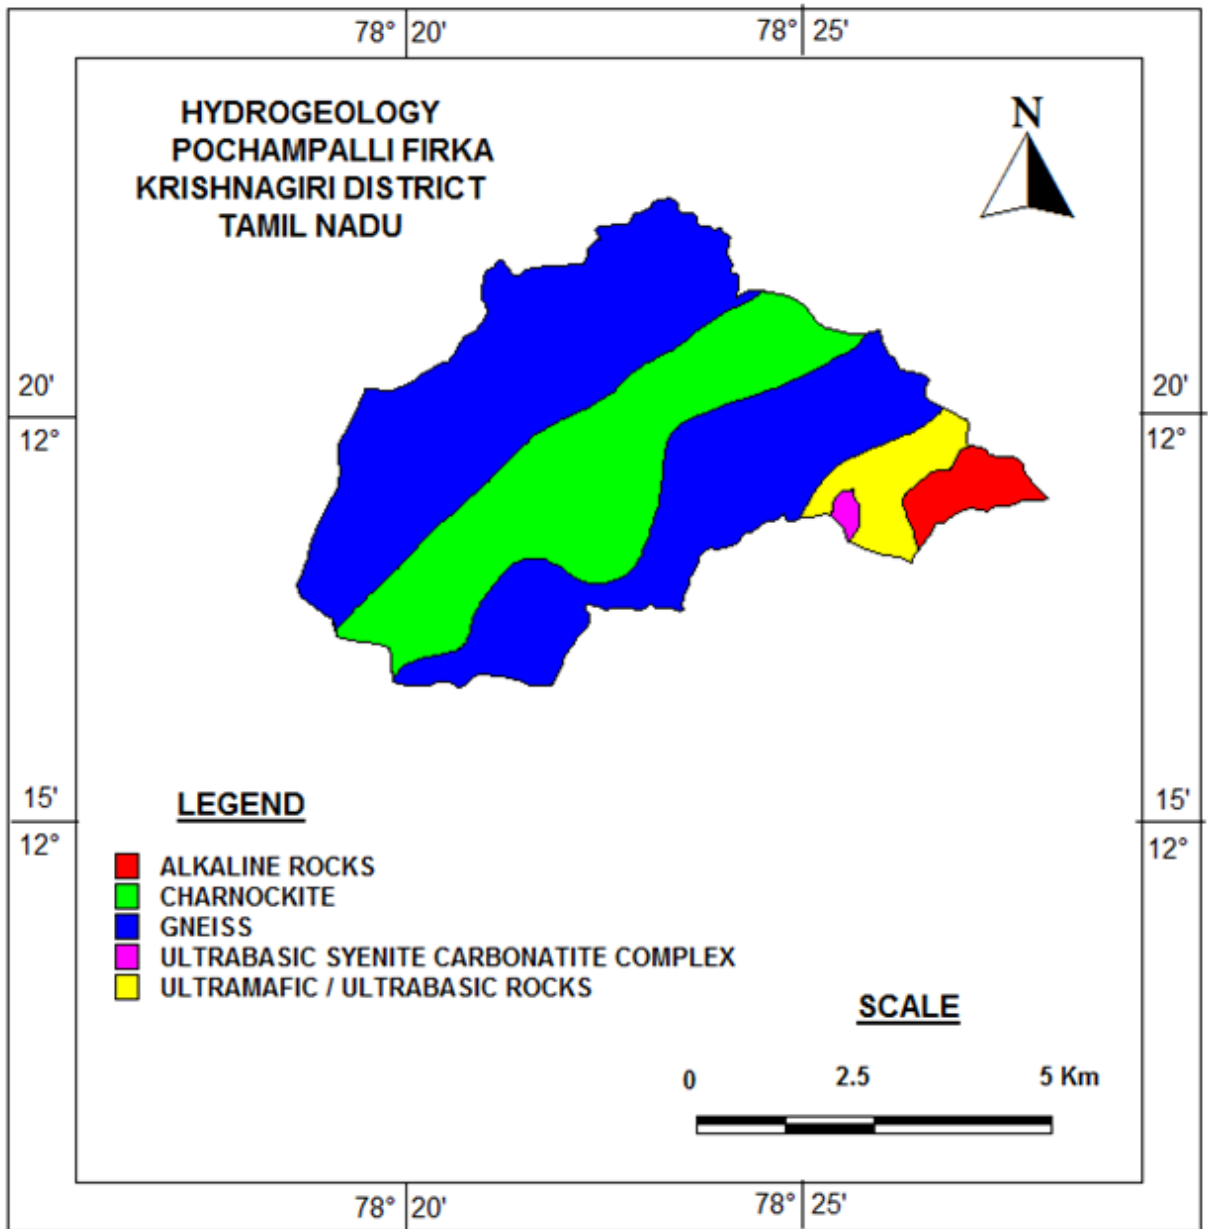 78° 20'
78° 25'
HYDROGEOLOGY
POCHAMPALLI FIRKA
KRISHNAGIRI DISTRICT
TAMIL NADU
N
20'
12°
20'
12°
15'
12°
15'
12°
LEGEND
ALKALINE ROCKS
CHARNOCKITE
GNEISS
ULTRABASIC SYENITE CARBONATITE COMPLEX
ULTRAMAFIC / ULTRABASIC ROCKS
SCALE
0 2.5 5 Km
78° 20'
78° 25'